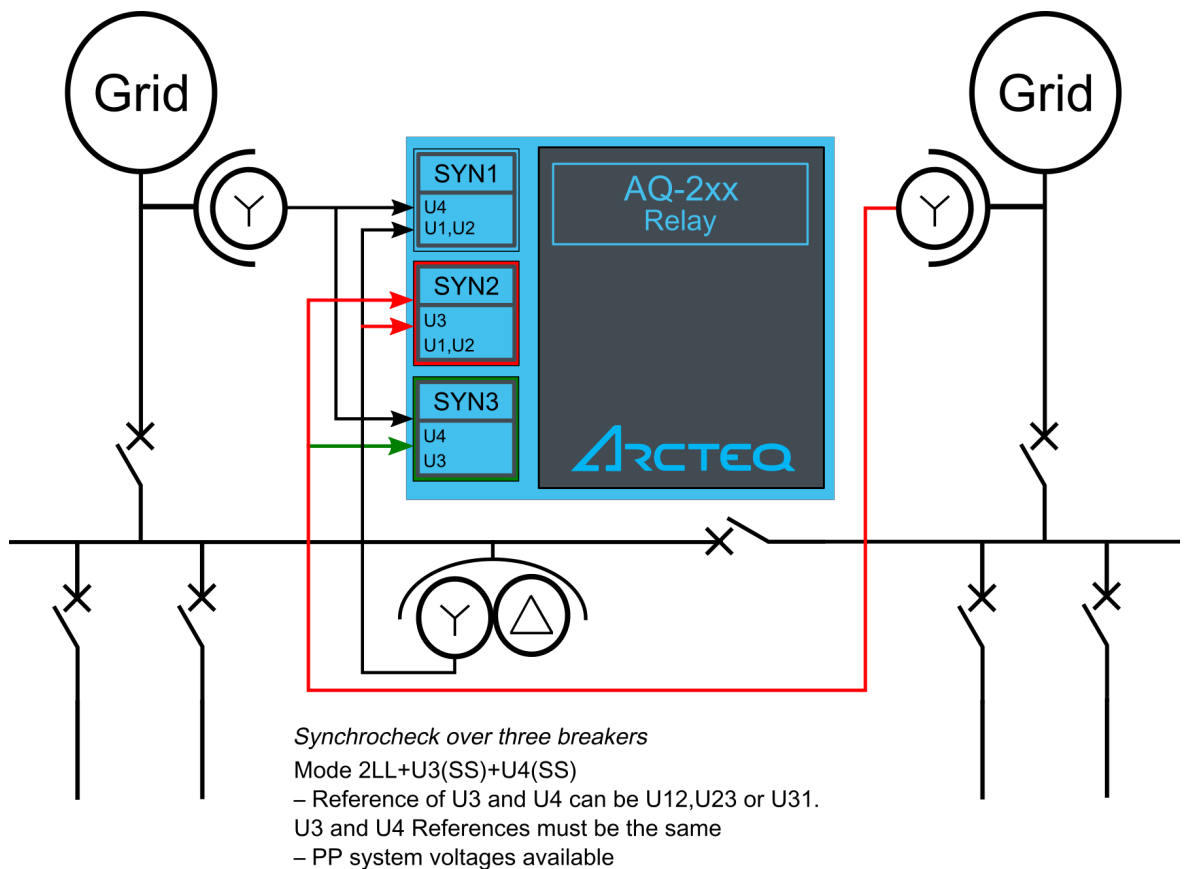 Grid
Grid
SYN1
U4
U1,U2
AQ-2xx
Relay
SYN2
U3
U1,U2
SYN3
U4
U3
ARCTEQ
Synchrocheck over three breakers
Mode 2LL+U3(SS)+U4(SS)
– Reference of U3 and U4 can be U12,U23 or U31.
U3 and U4 References must be the same
– PP system voltages available